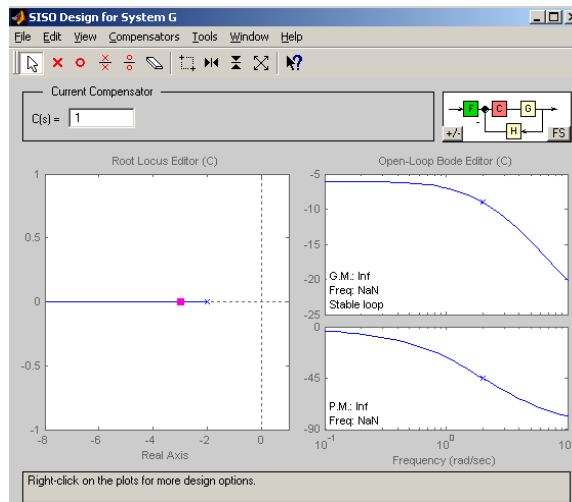 SISO Design for System G
File Edit View Compensators Tools Window Help
Current Compensator
C(s) = 1
F C G
H
+/- FS
Root Locus Editor (C)
1
0.5
0
-0.5
-1
-8 -6 -4 -2 0
Real Axis
Open-Loop Bode Editor (C)
-5
-10
-15
-20
-25
G.M.: Inf
Freq: NaN
Stable loop
0
-45
-90
P.M.: Inf
Freq: NaN
10^-1 10^0 10
Frequency (rad/sec)
Right-click on the plots for more design options.